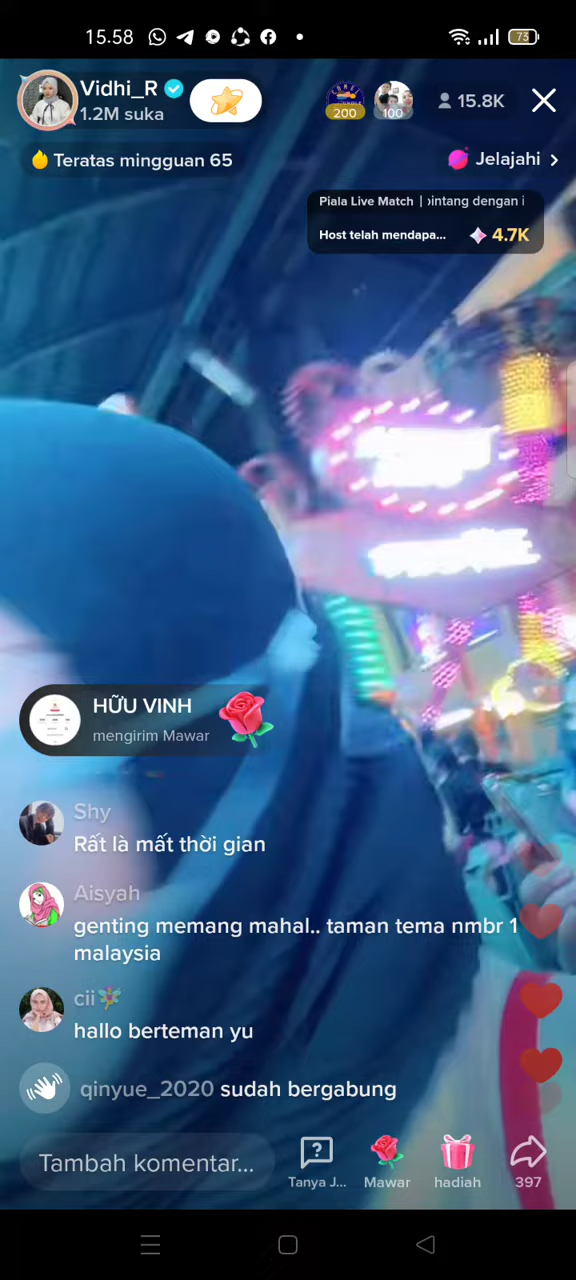 15.58
73
Vidhi_R
1.2M suka
200
100
15.8K
Teratas mingguan 65
Jelajahi
Piala Live Match | bintang dengan i
Host telah mendapa...
4.7K
HỮU VINH
mengirim Mawar
Shy
Rất là mất thời gian
Aisyah
genting memang mahal.. taman tema nmbr 1
malaysia
cii
hallo berteman yu
qinyue_2020 sudah bergabung
Tambah komentar...
Tanya J...
Mawar
hadiah
397